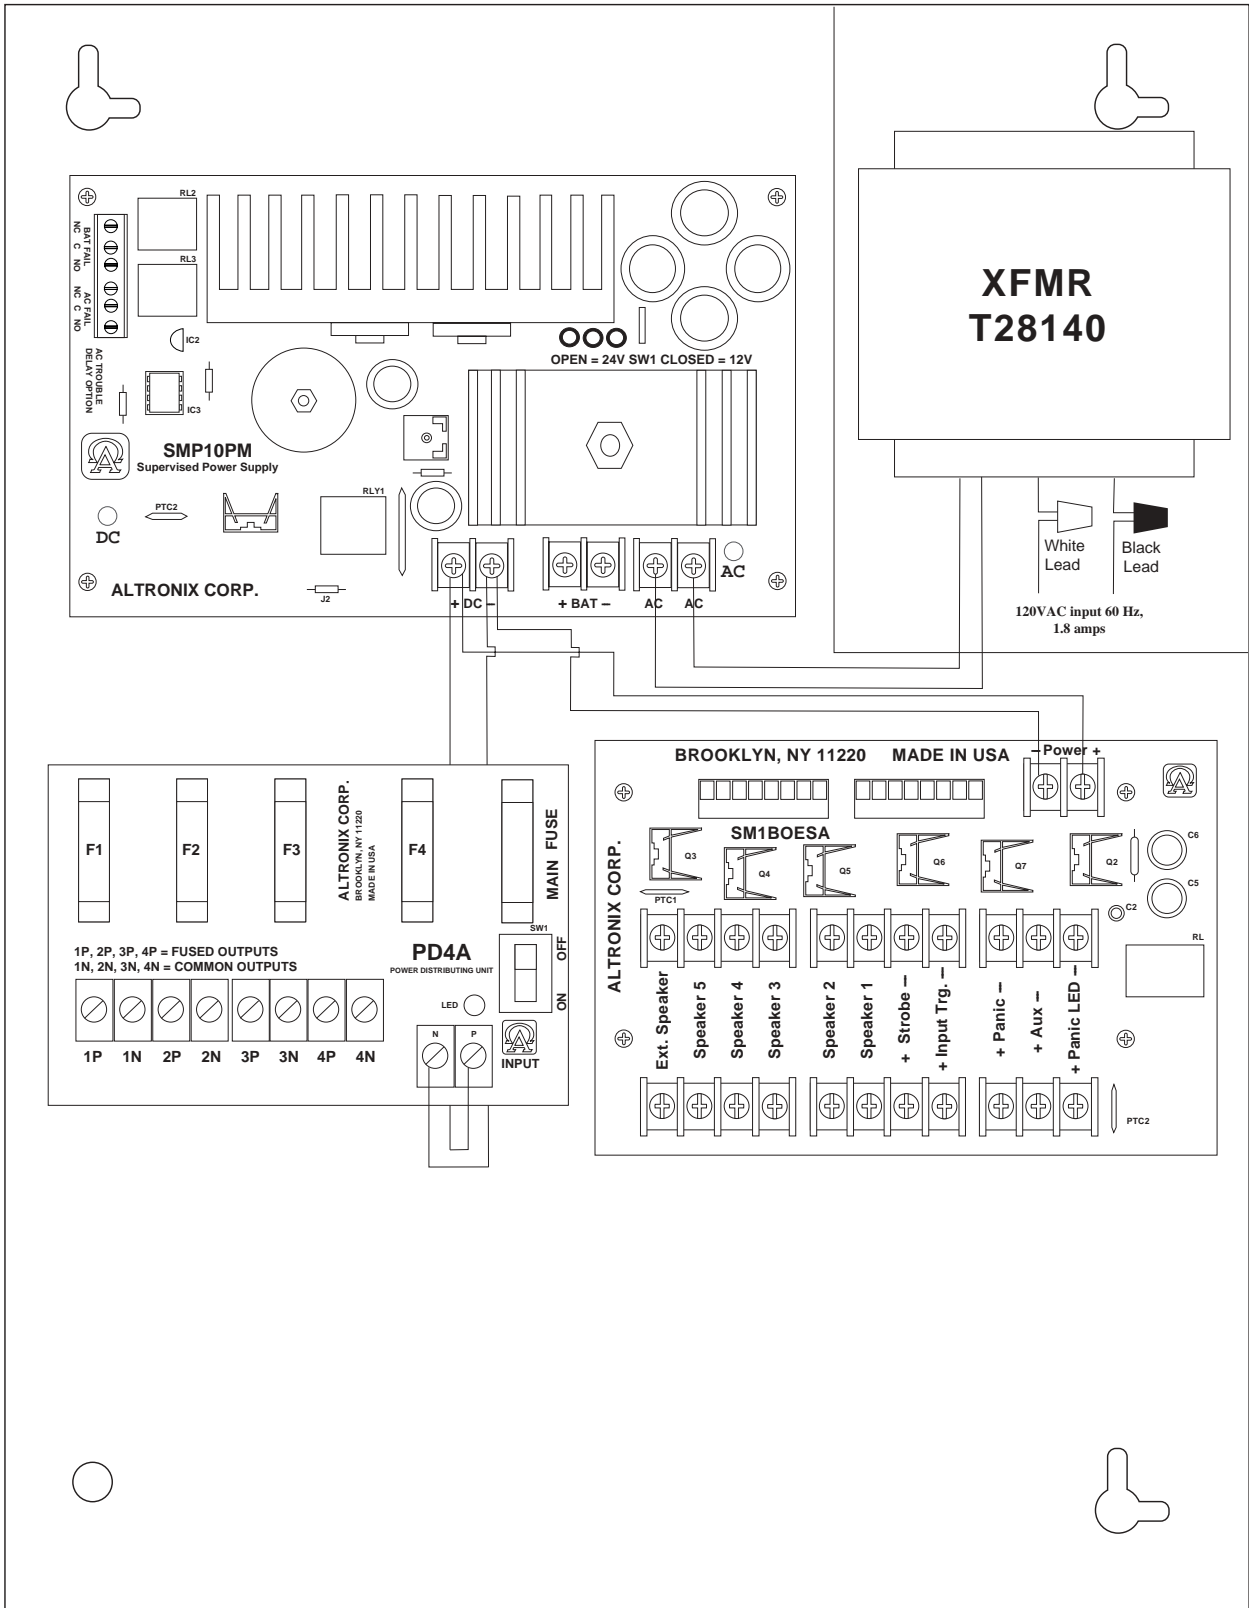 XFMR
T28140
White
Lead
Black
Lead
120VAC input 60 Hz,
1.8 amps
RL2
RL3
BAT FAIL
NC C NO
AC FAIL
NC C NO
IC2
AC TROUBLE
DELAY OPTION
IC3
OPEN = 24V SW1 CLOSED = 12V
SMP10PM
Supervised Power Supply
PTC2
RLY1
DC
AC
J2
ALTRONIX CORP.
+ DC –
+ BAT –
AC
AC
F1
F2
F3
ALTRONIX CORP.
BROOKLYN, NY 11220
MADE IN USA
F4
MAIN FUSE
1P, 2P, 3P, 4P = FUSED OUTPUTS
1N, 2N, 3N, 4N = COMMON OUTPUTS
PD4A
POWER DISTRIBUTING UNIT
SW1
OFF
ON
LED
N
P
INPUT
1P 1N 2P 2N 3P 3N 4P 4N
BROOKLYN, NY 11220
MADE IN USA
– Power +
SM1BOESA
ALTRONIX CORP.
Q3
Q4
Q5
Q6
Q7
Q2
C6
C5
C2
PTC1
RL
Ext. Speaker
Speaker 5
Speaker 4
Speaker 3
Speaker 2
Speaker 1
+ Strobe –
+ Input Trg. –
+ Panic –
+ Aux –
+ Panic LED –
PTC2